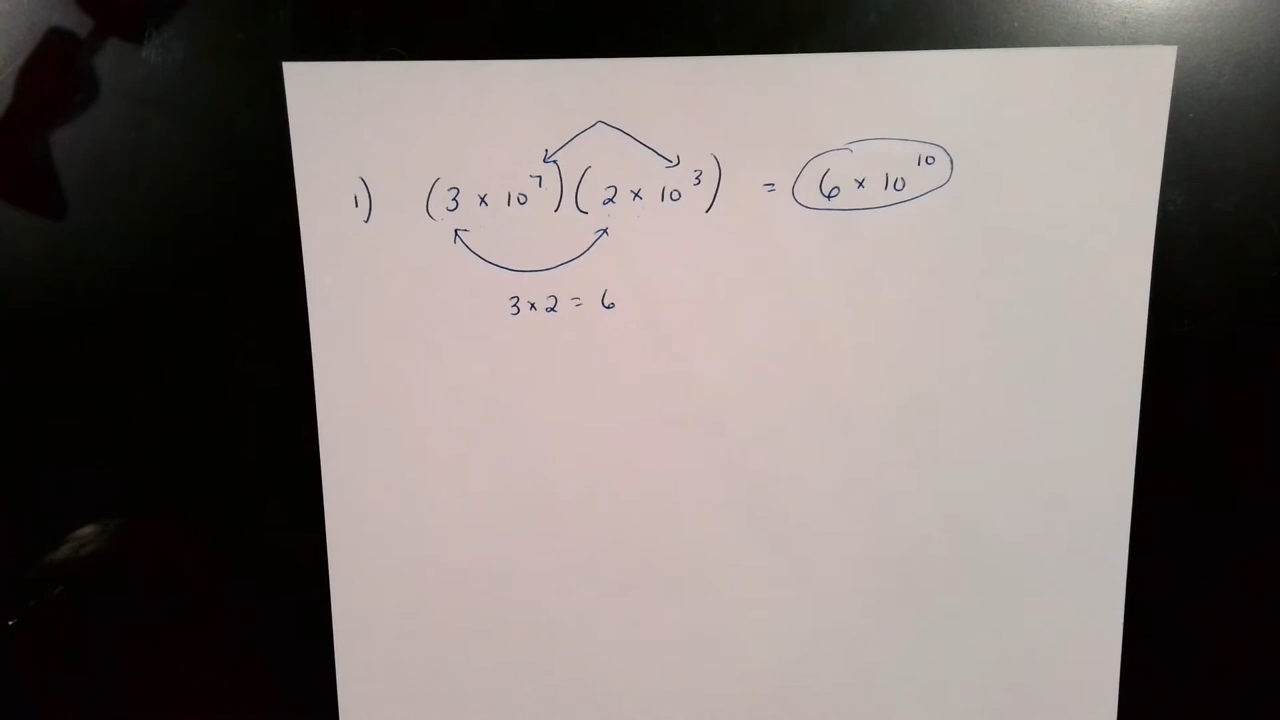 1) (3 × 10⁷)(2 × 10³) = 6 × 10¹⁰
3 × 2 = 6